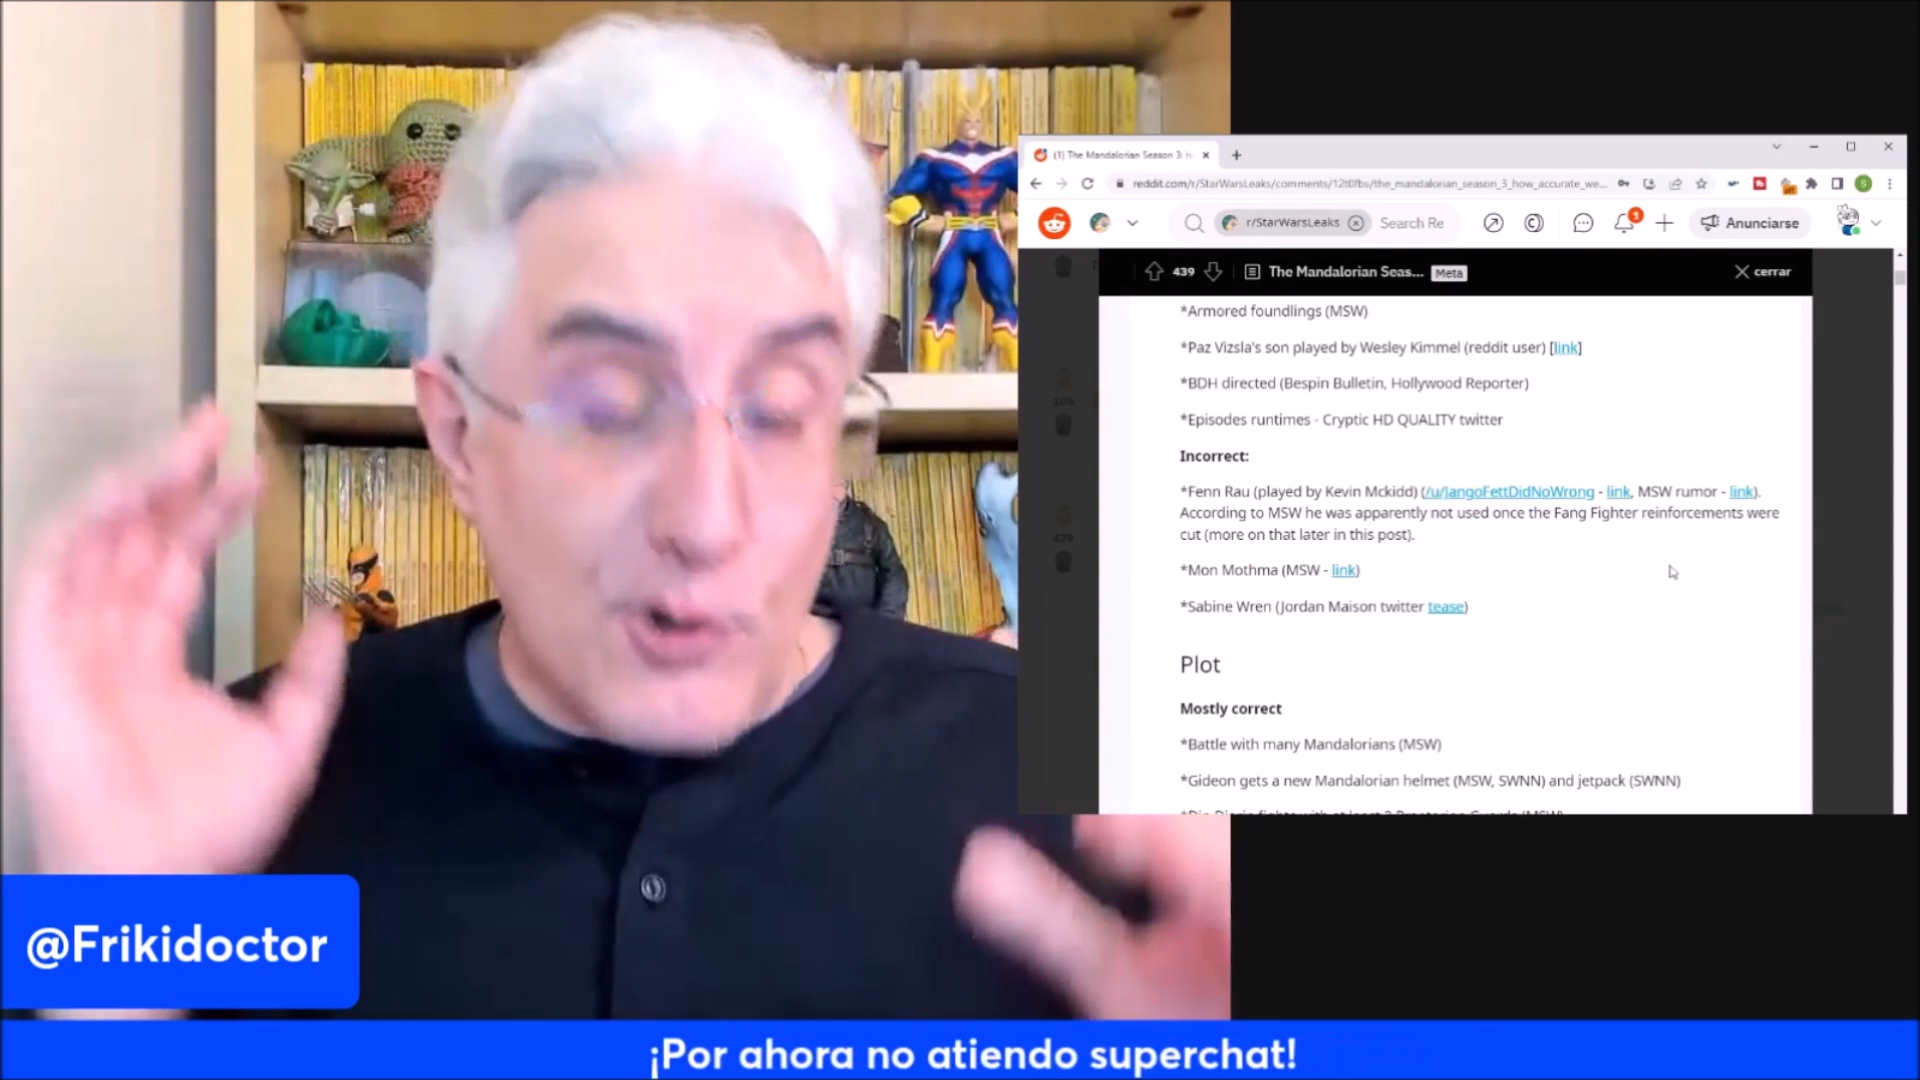 (1) The Mandalorian Season 3: h
reddit.com/r/StarWarsLeaks/comments/12t0fbs/the_mandalorian_season_3_how_accurate_we...
r/StarWarsLeaks
Search Re
1
Anunciarse
439
The Mandalorian Seas...
Meta
cerrar
*Armored foundlings (MSW)
*Paz Vizsla's son played by Wesley Kimmel (reddit user) [link]
*BDH directed (Bespin Bulletin, Hollywood Reporter)
*Episodes runtimes - Cryptic HD QUALITY twitter
Incorrect:
*Fenn Rau (played by Kevin Mckidd) (/u/JangoFettDidNoWrong - link, MSW rumor - link).
According to MSW he was apparently not used once the Fang Fighter reinforcements were
cut (more on that later in this post).
*Mon Mothma (MSW - link)
*Sabine Wren (Jordan Maison twitter tease)
Plot
Mostly correct
*Battle with many Mandalorians (MSW)
*Gideon gets a new Mandalorian helmet (MSW, SWNN) and jetpack (SWNN)
@Frikidoctor
¡Por ahora no atiendo superchat!